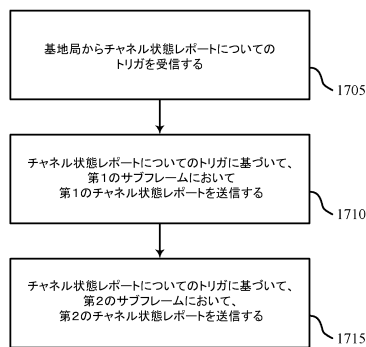 基地局からチャネル状態レポートについての
トリガを受信する
1705
チャネル状態レポートについてのトリガに基づいて、
第1のサブフレームにおいて
第1のチャネル状態レポートを送信する
1710
チャネル状態レポートについてのトリガに基づいて、
第2のサブフレームにおいて、
第2のチャネル状態レポートを送信する
1715